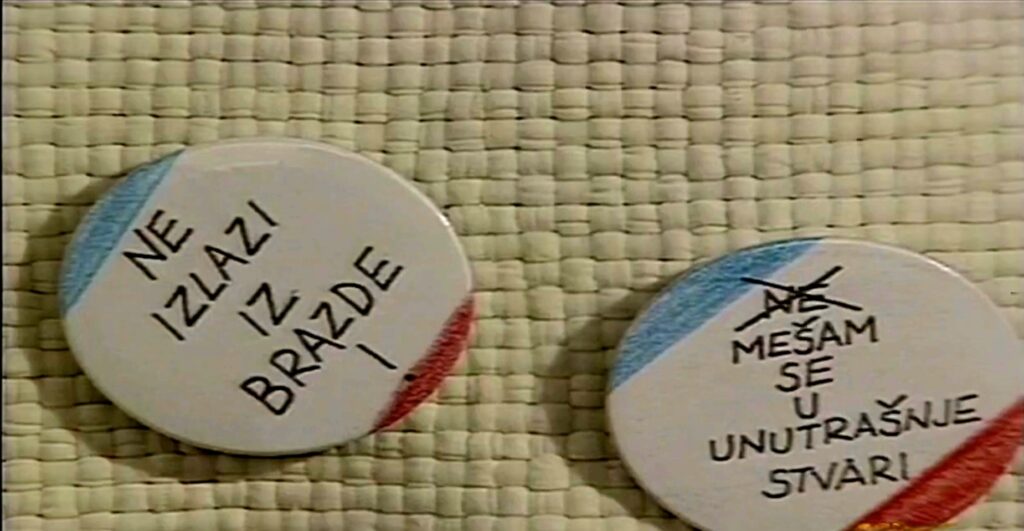 NE
IZLAZI
IZ
BRAZDE
!
NE
MEŠAM
SE
U
UNUTRAŠNJE
STVARI